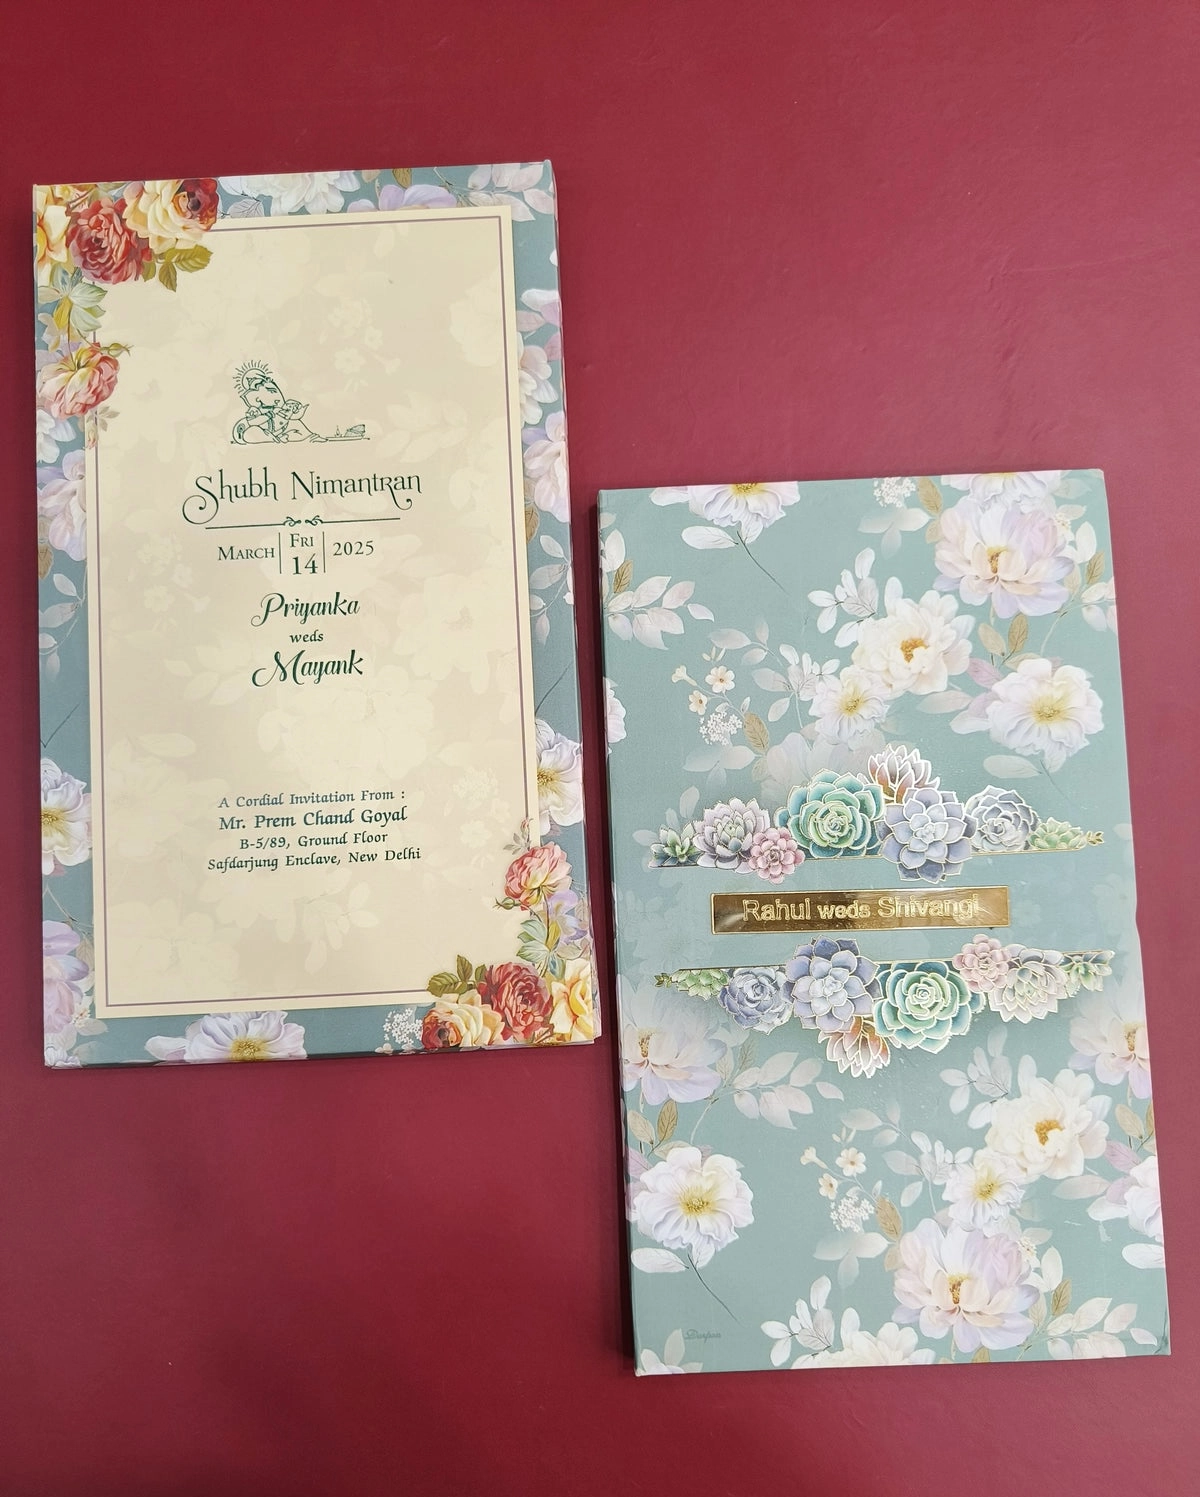 Shubh Nimantran
March Fri 14 2025
Priyanka
weds
Mayank
A Cordial Invitation From :
Mr. Prem Chand Goyal
B-5/89, Ground Floor
Safdarjung Enclave, New Delhi
Rahul weds Shivangi